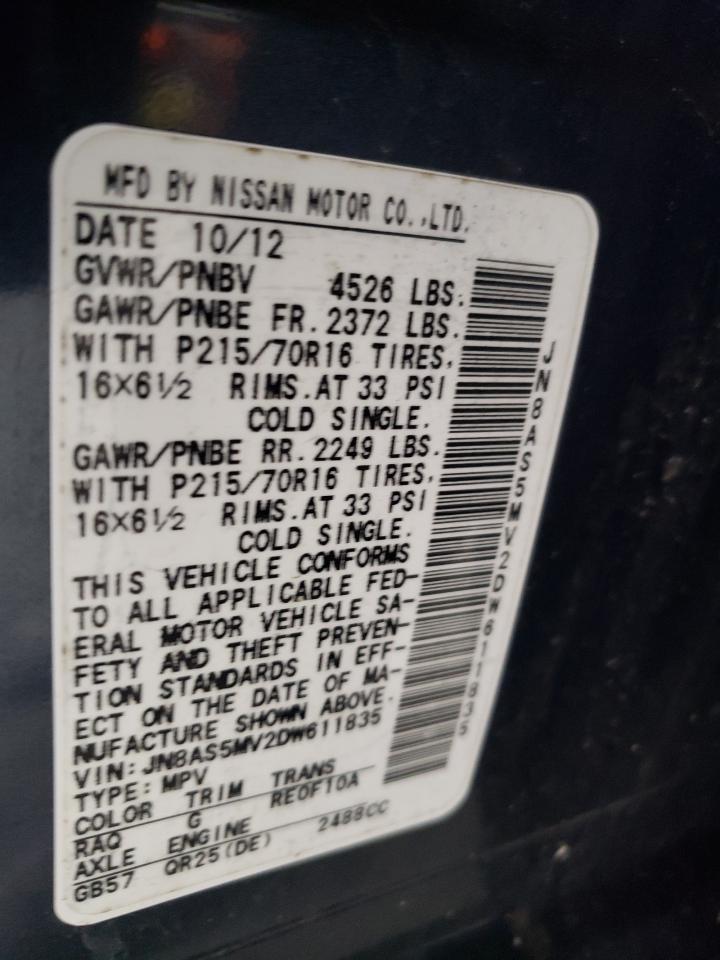 MFD BY NISSAN MOTOR CO.,LTD.
DATE 10/12
GVWR/PNBV 4526 LBS.
GAWR/PNBE FR. 2372 LBS.
WITH P215/70R16 TIRES,
16X6 1/2 RIMS. AT 33 PSI
COLD SINGLE.
GAWR/PNBE RR. 2249 LBS.
WITH P215/70R16 TIRES,
16X6 1/2 RIMS. AT 33 PSI
COLD SINGLE.
THIS VEHICLE CONFORMS
TO ALL APPLICABLE FED-
ERAL MOTOR VEHICLE SA-
FETY AND THEFT PREVEN-
TION STANDARDS IN EFF-
ECT ON THE DATE OF MA-
NUFACTURE SHOWN ABOVE.
VIN: JN8AS5MV2DW611835
TYPE: MPV
COLOR TRIM TRANS
RAQ G RE0F10A
AXLE ENGINE
GB57 QR25(DE) 2488CC
JN8AS5MV2DW611835